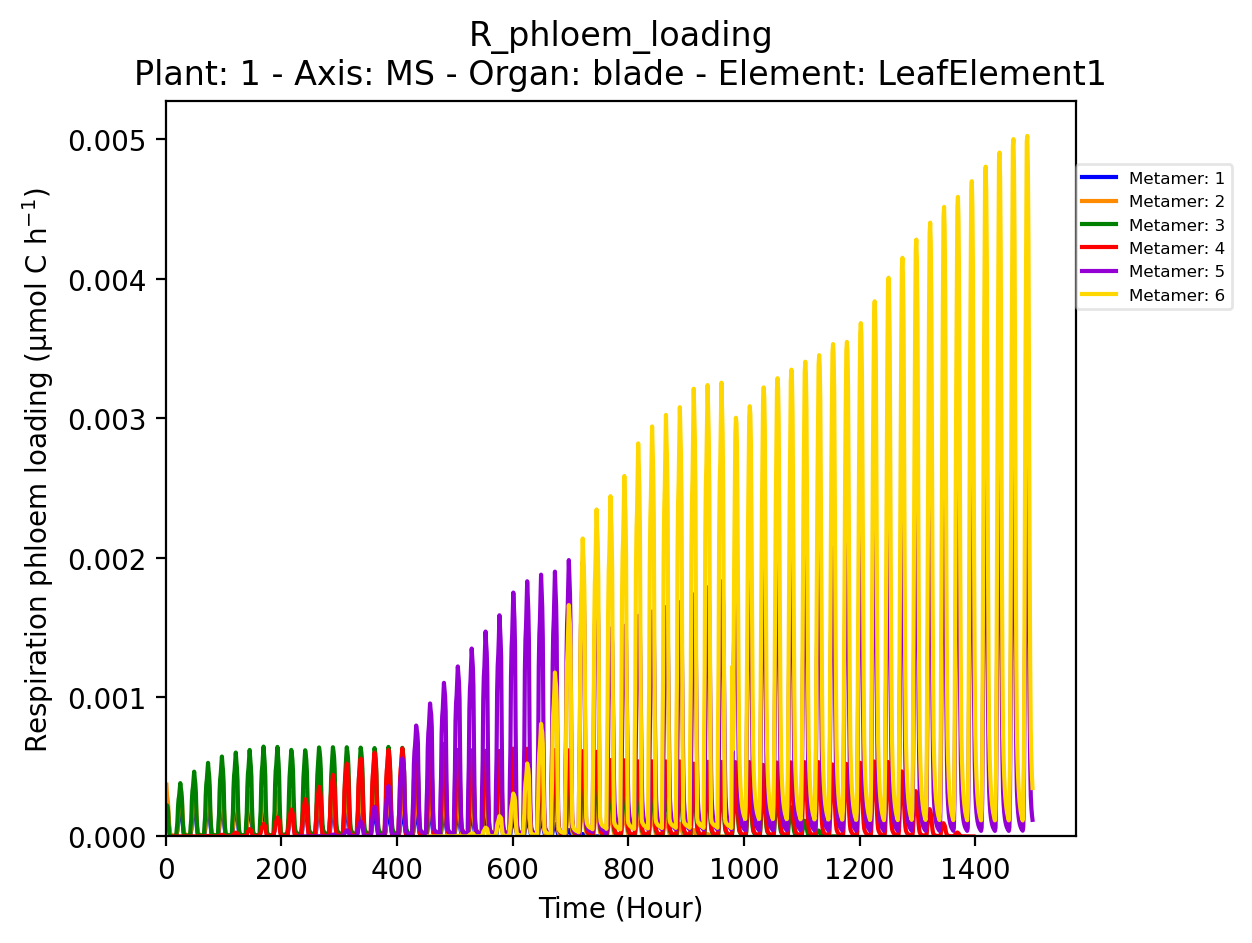 R_phloem_loading
Plant: 1 - Axis: MS - Organ: blade - Element: LeafElement1
Respiration phloem loading (µmol C h⁻¹)
0.005
0.004
0.003
0.002
0.001
0.000
0 200 400 600 800 1000 1200 1400
Time (Hour)
Metamer: 1
Metamer: 2
Metamer: 3
Metamer: 4
Metamer: 5
Metamer: 6